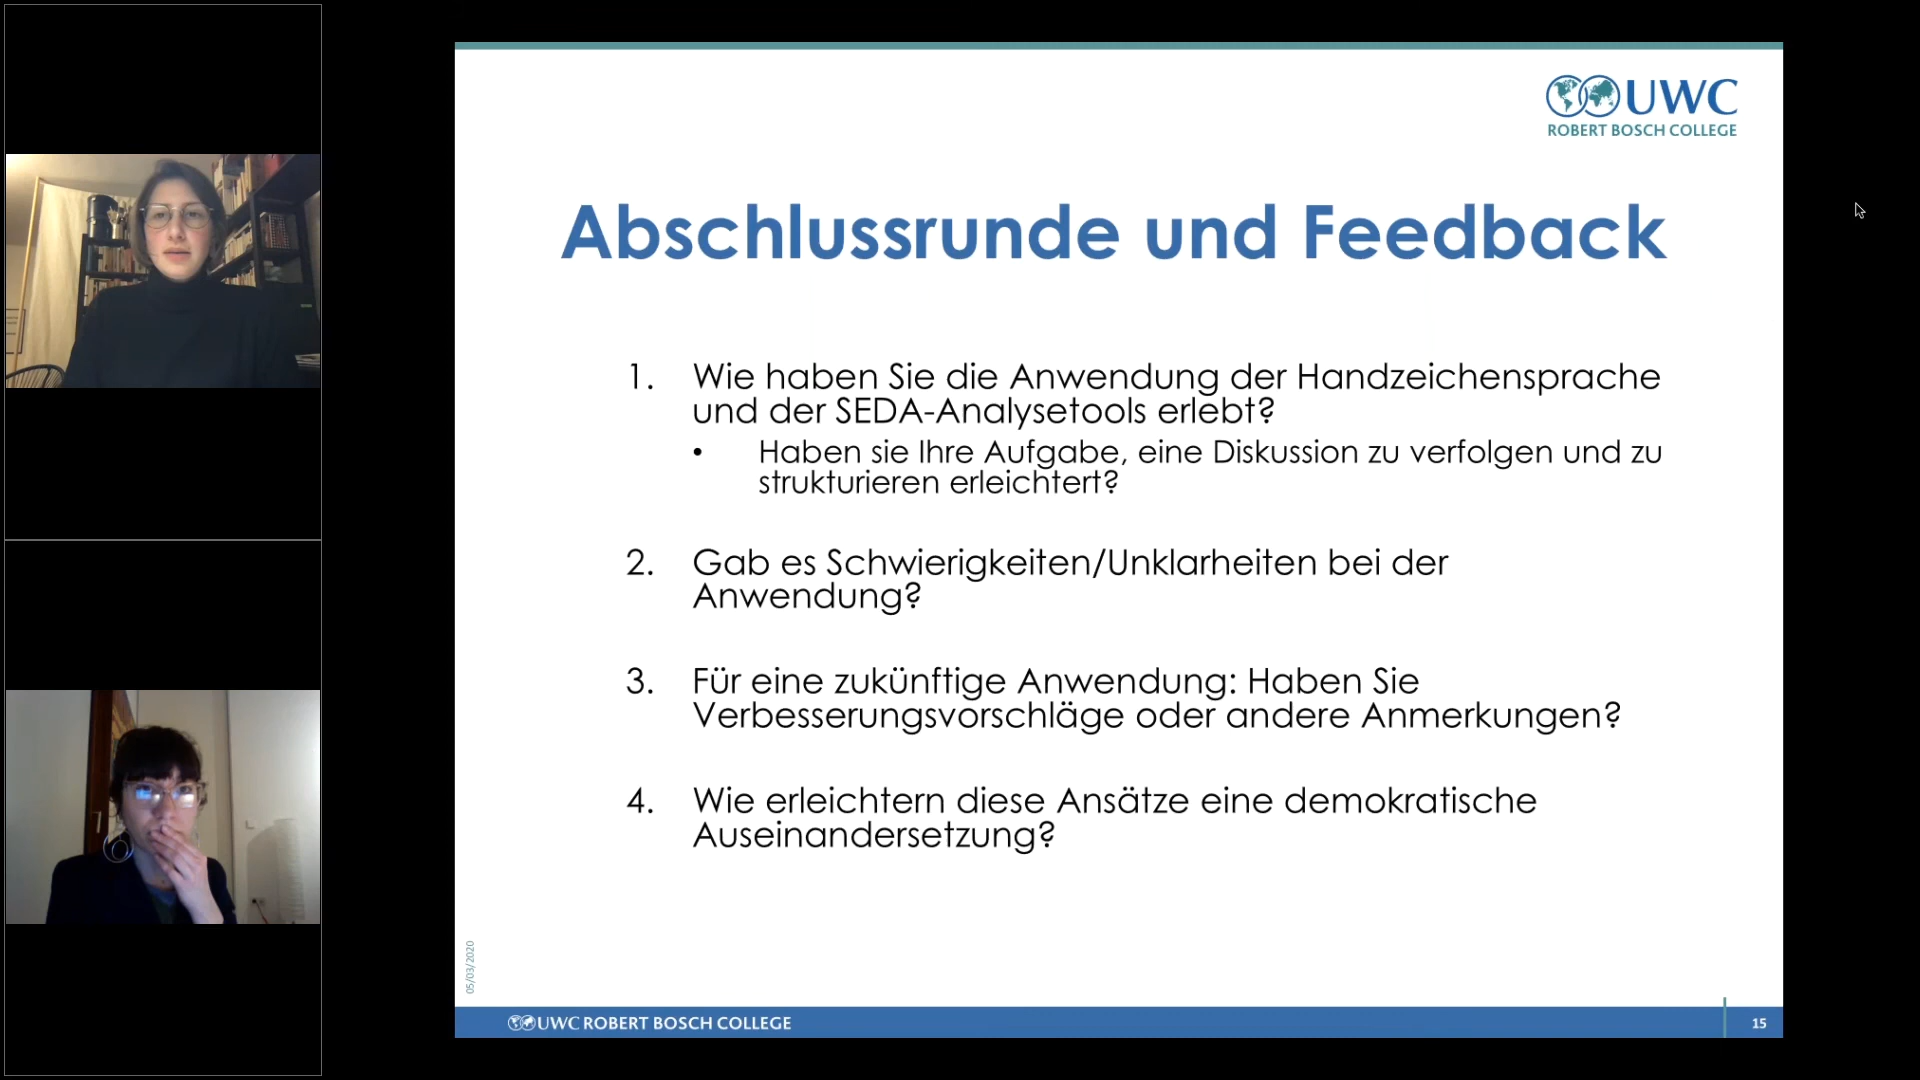 UWC
ROBERT BOSCH COLLEGE
Abschlussrunde und Feedback
1. Wie haben Sie die Anwendung der Handzeichensprache
und der SEDA-Analysetools erlebt?
• Haben sie Ihre Aufgabe, eine Diskussion zu verfolgen und zu
strukturieren erleichtert?
2. Gab es Schwierigkeiten/Unklarheiten bei der
Anwendung?
3. Für eine zukünftige Anwendung: Haben Sie
Verbesserungsvorschläge oder andere Anmerkungen?
4. Wie erleichtern diese Ansätze eine demokratische
Auseinandersetzung?
05/03/2020
UWC ROBERT BOSCH COLLEGE
15